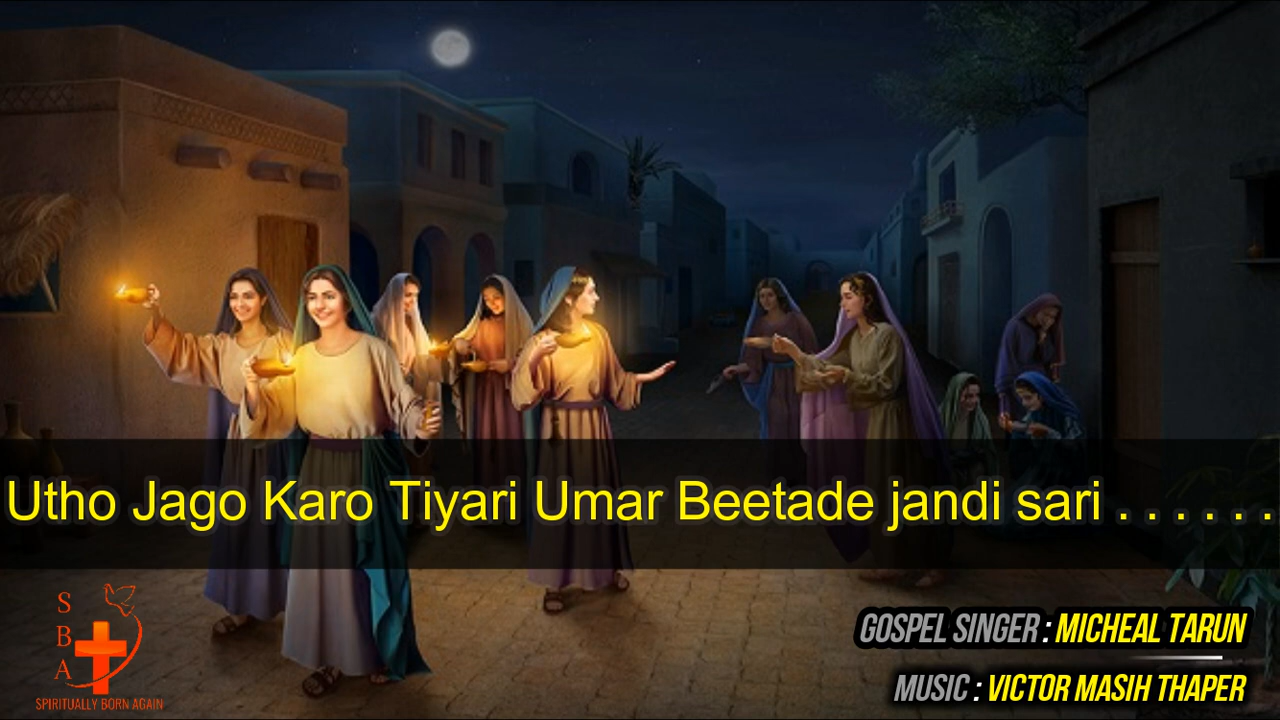 Utho Jago Karo Tiyari Umar Beetade jandi sari . . . . . .
S
B
A
SPIRITUALLY BORN AGAIN
GOSPEL SINGER : MICHEAL TARUN
MUSIC : VICTOR MASIH THAPER